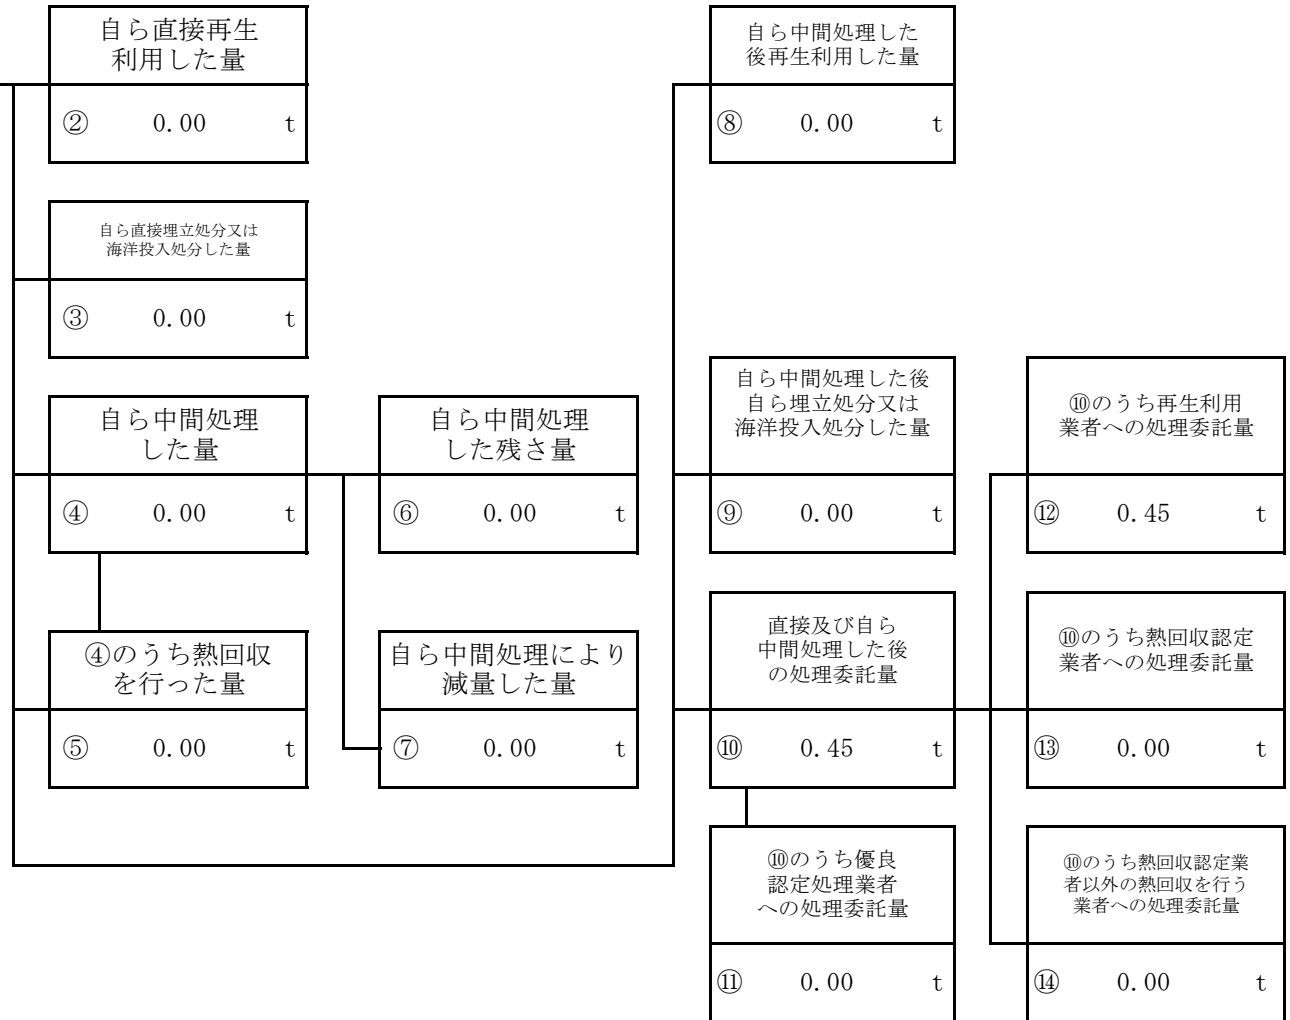 自ら直接再生
利用した量
② 0.00 t
自ら直接埋立処分又は
海洋投入処分した量
③ 0.00 t
自ら中間処理
した量
④ 0.00 t
④のうち熱回収
を行った量
⑤ 0.00 t
自ら中間処理
した残さ量
⑥ 0.00 t
自ら中間処理により
減量した量
⑦ 0.00 t
自ら中間処理した
後再生利用した量
⑧ 0.00 t
自ら中間処理した後
自ら埋立処分又は
海洋投入処分した量
⑨ 0.00 t
直接及び自ら
中間処理した後
の処理委託量
⑩ 0.45 t
⑩のうち優良
認定処理業者
への処理委託量
⑪ 0.00 t
⑩のうち再生利用
業者への処理委託量
⑫ 0.45 t
⑩のうち熱回収認定
業者への処理委託量
⑬ 0.00 t
⑩のうち熱回収認定業
者以外の熱回収を行う
業者への処理委託量
⑭ 0.00 t